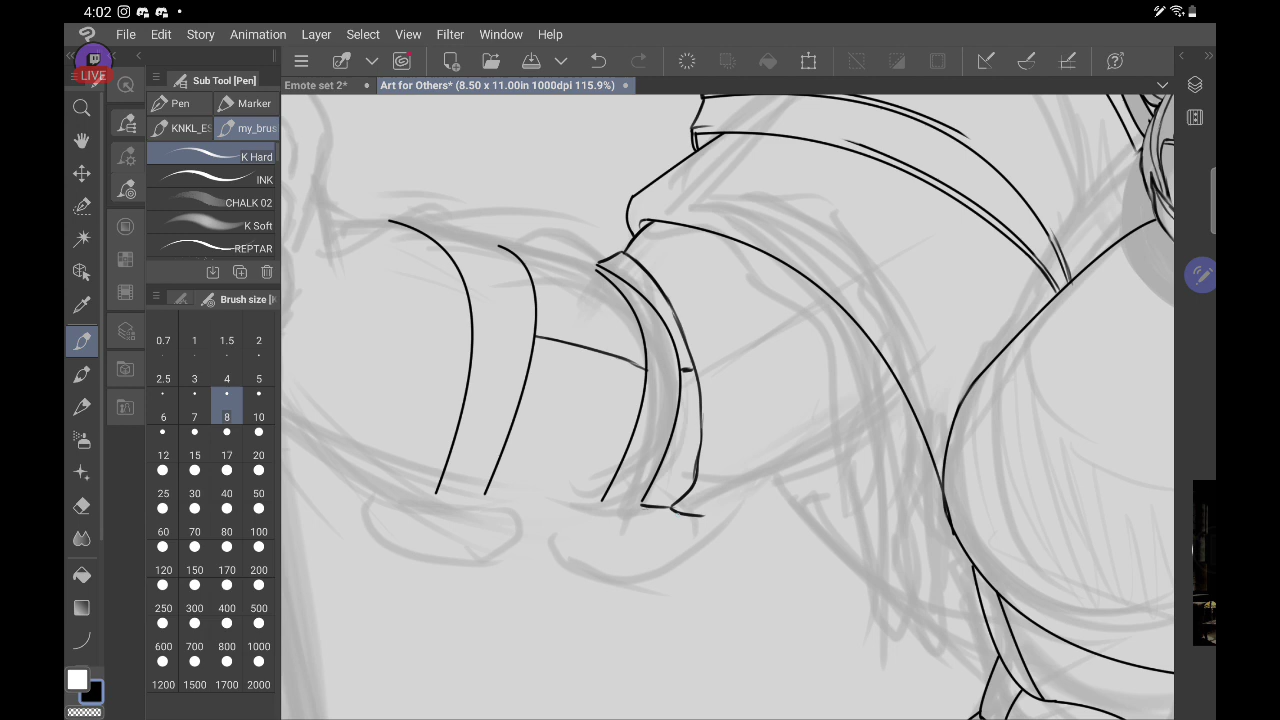 4:02
File Edit Story Animation Layer Select View Filter Window Help
LIVE
Sub Tool [Pen]
Emote set 2* Art for Others* (8.50 x 11.00in 1000dpi 115.9%)
Pen Marker
KNKL_ES my_brus
K Hard
INK
CHALK 02
K Soft
REPTAR
Brush size [K
0.7 1 1.5 2
2.5 3 4 5
6 7 8 10
12 15 17 20
25 30 40 50
60 70 80 100
120 150 170 200
250 300 400 500
600 700 800 1000
1200 1500 1700 2000